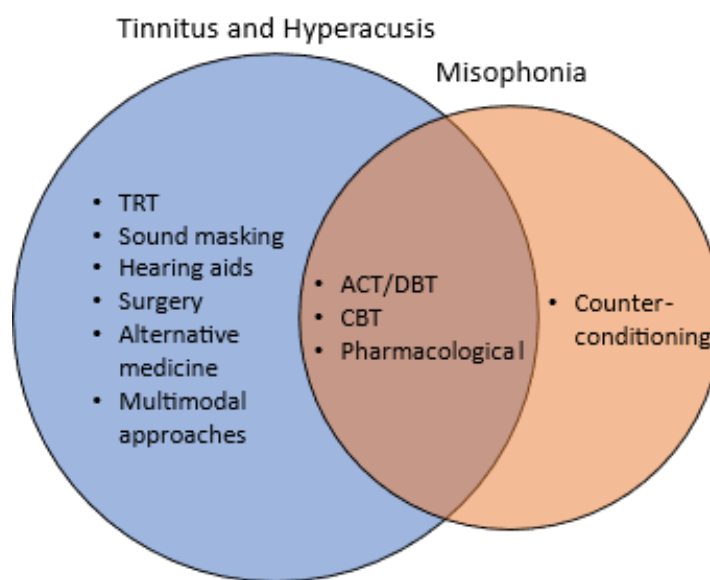 Tinnitus and Hyperacusis
Misophonia
• TRT
• Sound masking
• Hearing aids
• Surgery
• Alternative
medicine
• Multimodal
approaches
• ACT/DBT
• CBT
• Pharmacological
• Counter-
conditioning